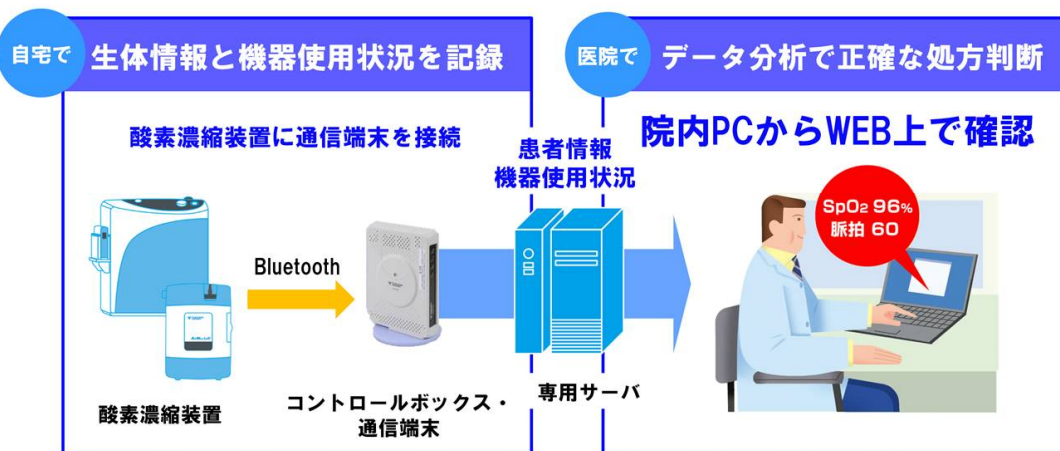 自宅で
生体情報と機器使用状況を記録
医院で
データ分析で正確な処方判断
酸素濃縮装置に通信端末を接続
院内PCからWEB上で確認
患者情報
機器使用状況
SpO₂ 96%
脈拍 60
Bluetooth
酸素濃縮装置
コントロールボックス・
通信端末
専用サーバ